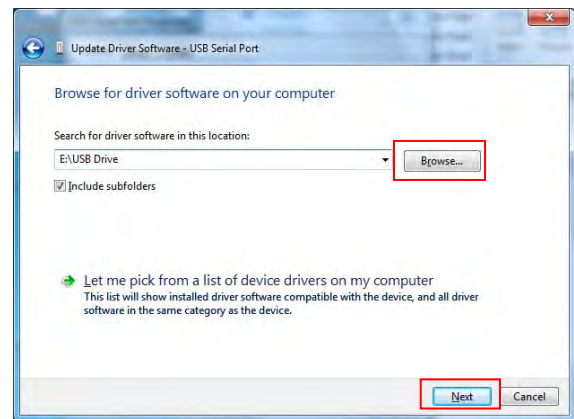 Update Driver Software - USB Serial Port
Browse for driver software on your computer
Search for driver software in this location:
E:\USB Drive
Browse...
Include subfolders
Let me pick from a list of device drivers on my computer
This list will show installed driver software compatible with the device, and all driver
software in the same category as the device.
Next
Cancel